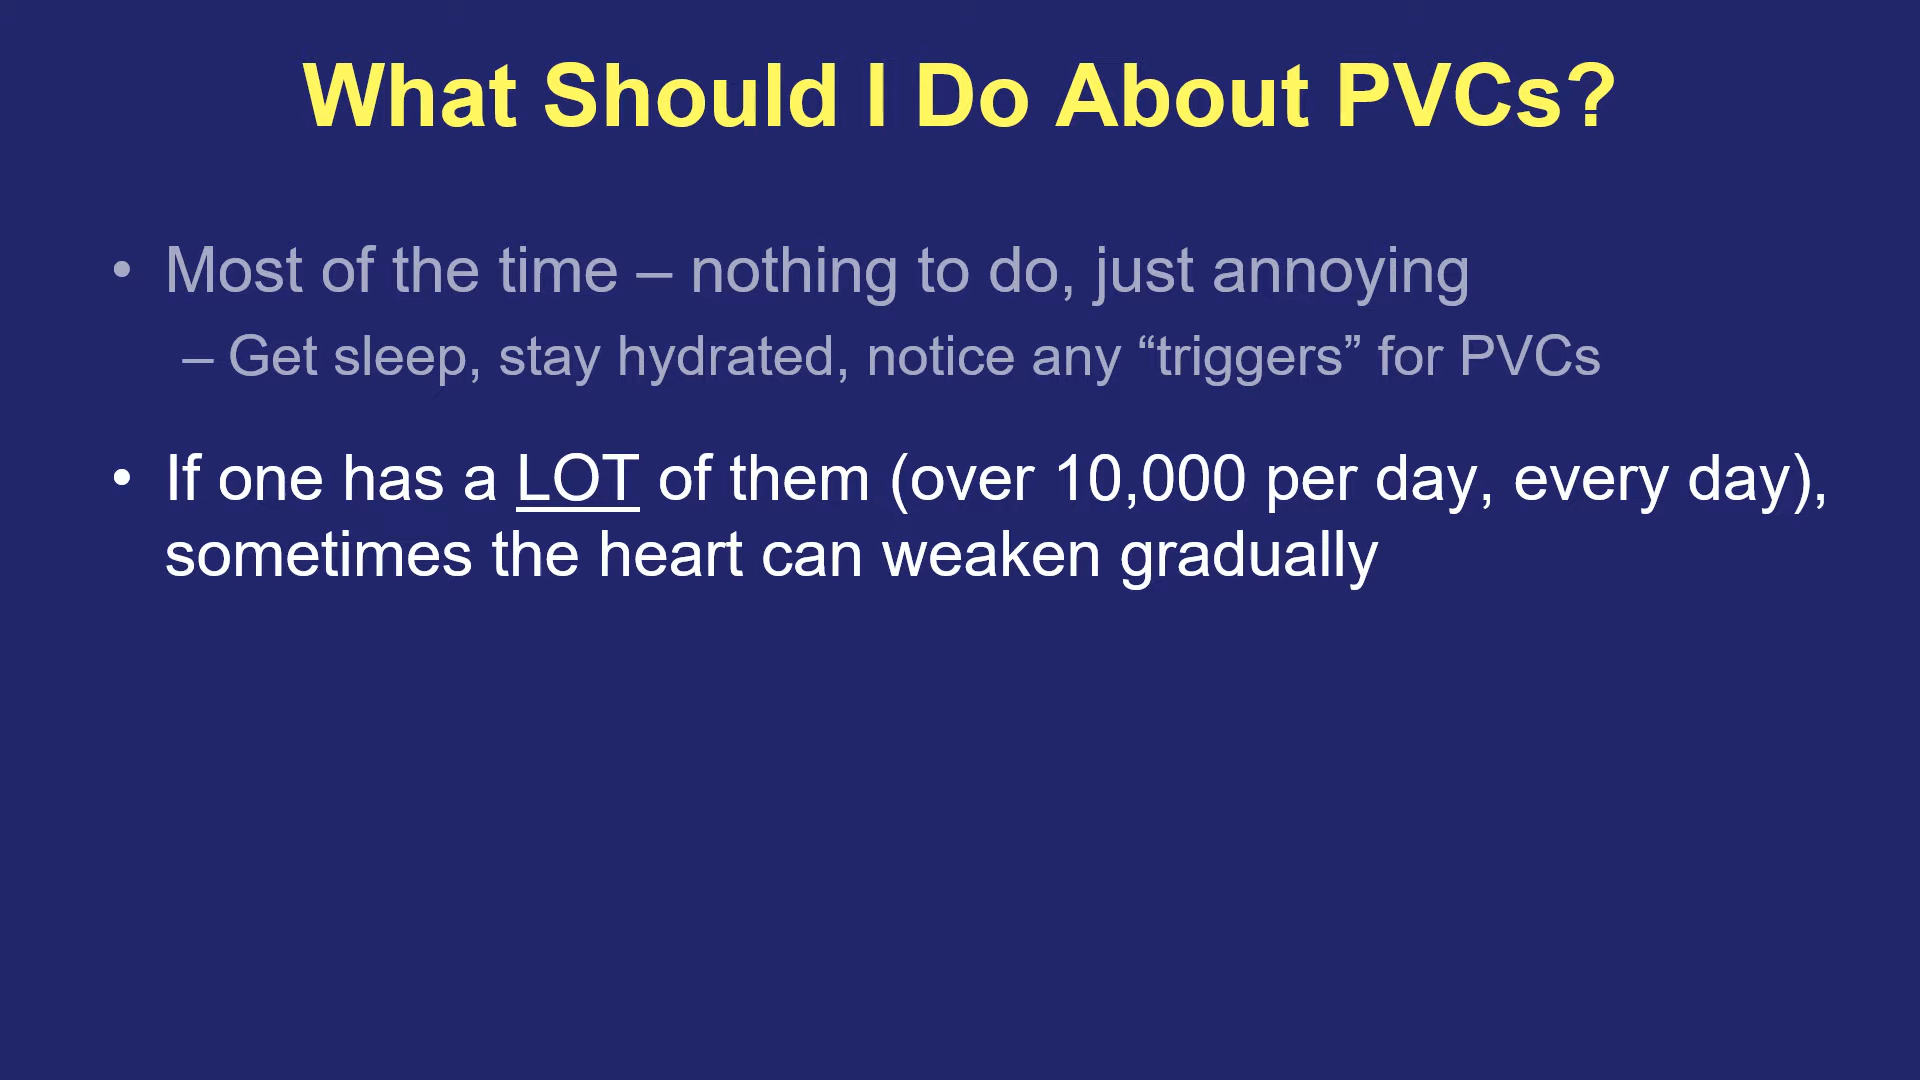 What Should I Do About PVCs?
• Most of the time – nothing to do, just annoying
– Get sleep, stay hydrated, notice any “triggers” for PVCs
• If one has a LOT of them (over 10,000 per day, every day),
sometimes the heart can weaken gradually